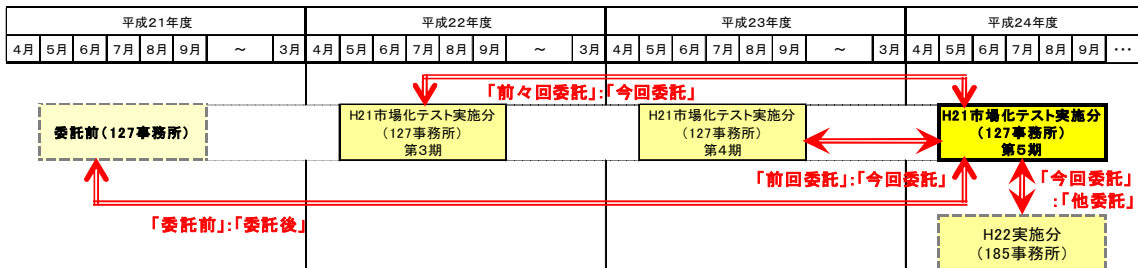 平成21年度 平成22年度 平成23年度 平成24年度
4月 5月 6月 7月 8月 9月 ～ 3月 4月 5月 6月 7月 8月 9月 ～ 3月 4月 5月 6月 7月 8月 9月 ～ 3月 4月 5月 6月 7月 8月 9月 …
「前々回委託」:「今回委託」
委託前(127事務所)
H21市場化テスト実施分
(127事務所)
第3期
H21市場化テスト実施分
(127事務所)
第4期
H21市場化テスト実施分
(127事務所)
第5期
「前回委託」:「今回委託」
「今回委託」
:「他委託」
「委託前」:「委託後」
H22実施分
(185事務所)